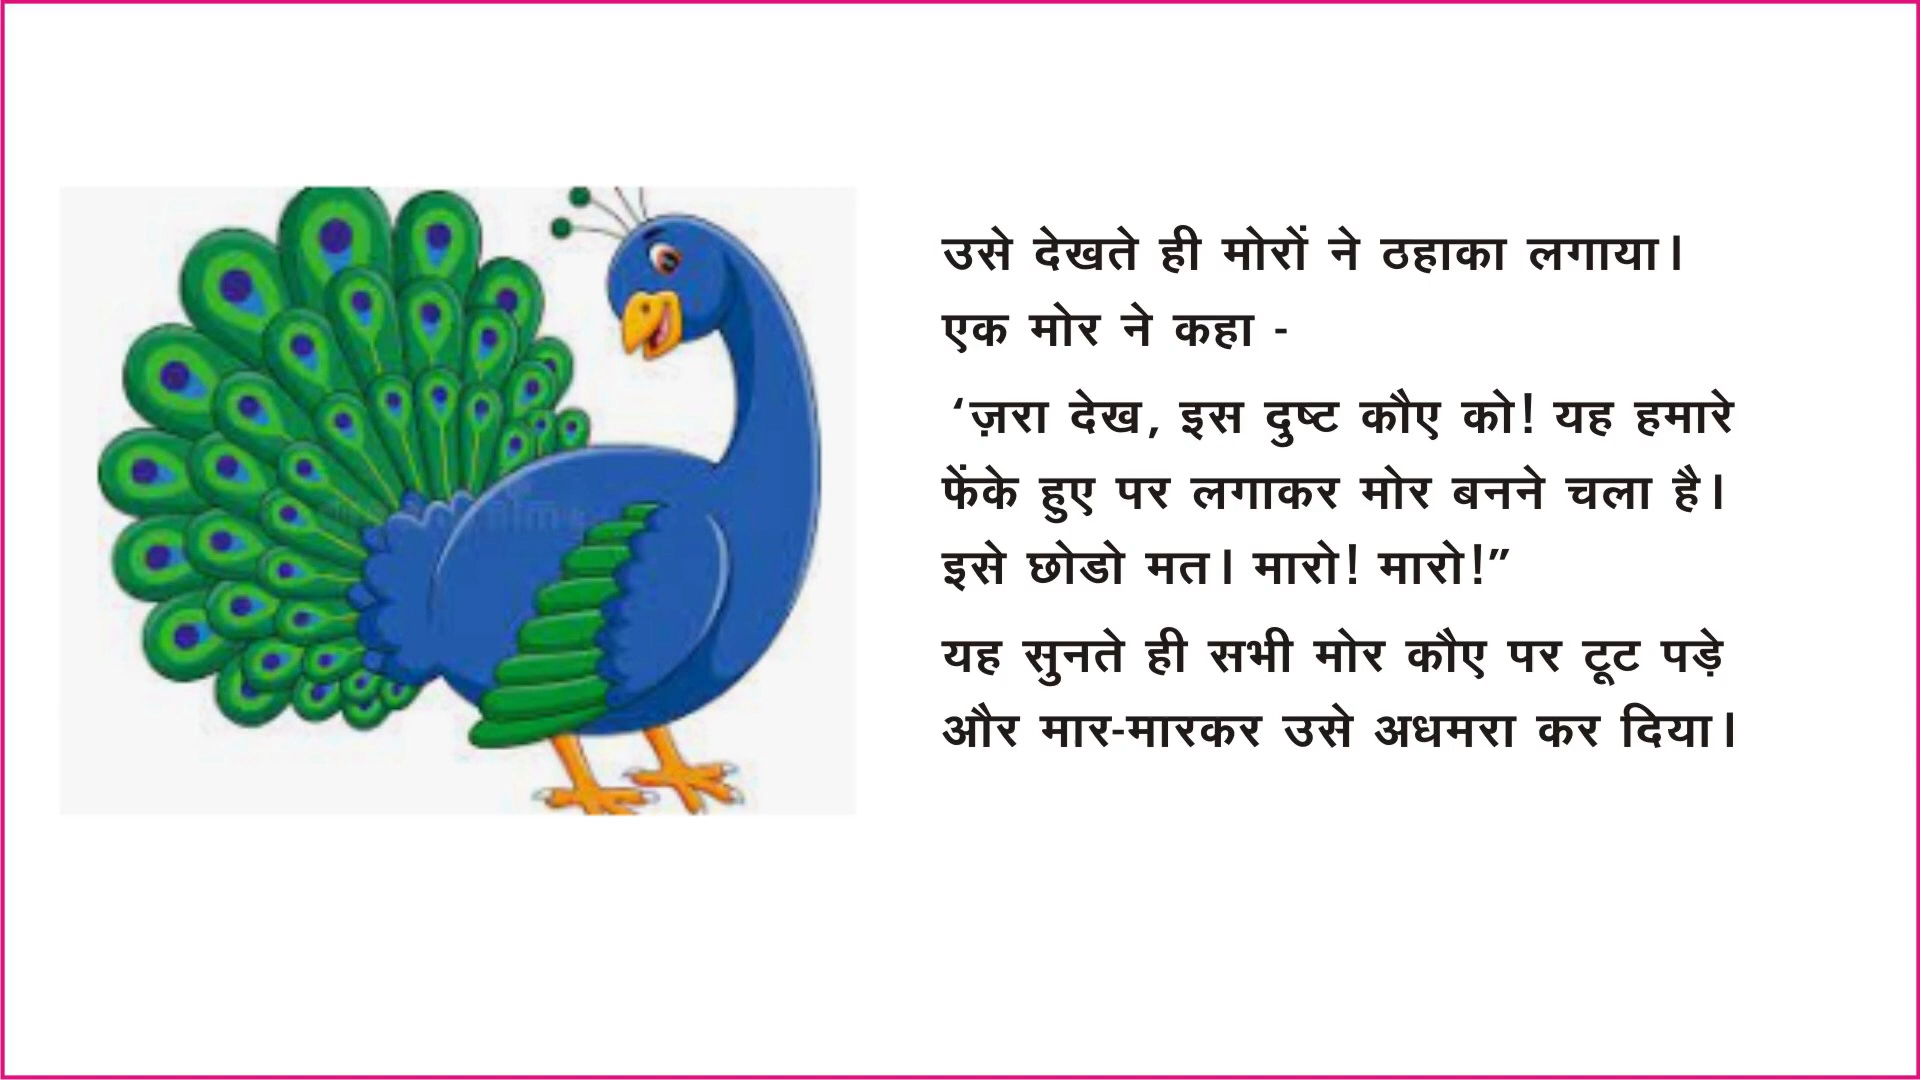 उसे देखते ही मोरों ने ठहाका लगाया।
एक मोर ने कहा -
‘ज़रा देख, इस दुष्ट कौए को! यह हमारे
फेंके हुए पर लगाकर मोर बनने चला है।
इसे छोडो मत। मारो! मारो!”
यह सुनते ही सभी मोर कौए पर टूट पड़े
और मार-मारकर उसे अधमरा कर दिया।